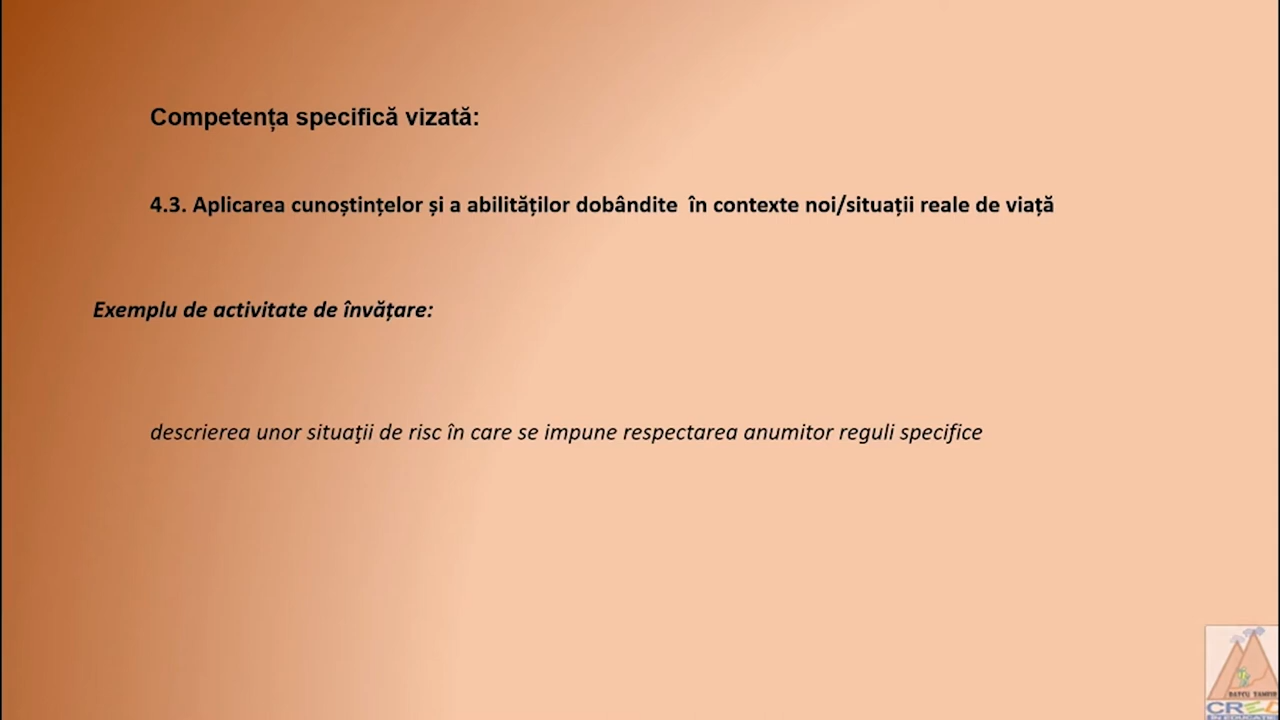 Competența specifică vizată:
4.3. Aplicarea cunoștințelor și a abilităților dobândite în contexte noi/situații reale de viață
Exemplu de activitate de învățare:
descrierea unor situaţii de risc în care se impune respectarea anumitor reguli specifice
CRED